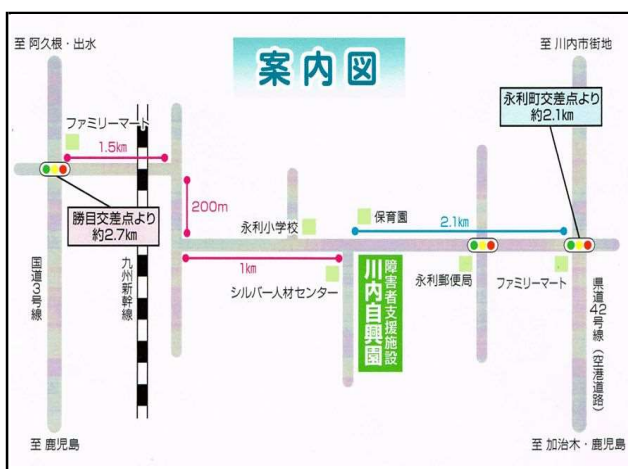 至 阿久根・出水
案内図
至 川内市街地
永利町交差点より
約2.1km
ファミリーマート
1.5km
勝目交差点より
約2.7km
200m
永利小学校
保育園
2.1km
1km
シルバー人材センター
障害者支援施設
川内自興園
永利郵便局
ファミリーマート
国道3号線
九州新幹線
県道42号線（空港道路）
至 鹿児島
至 加治木・鹿児島